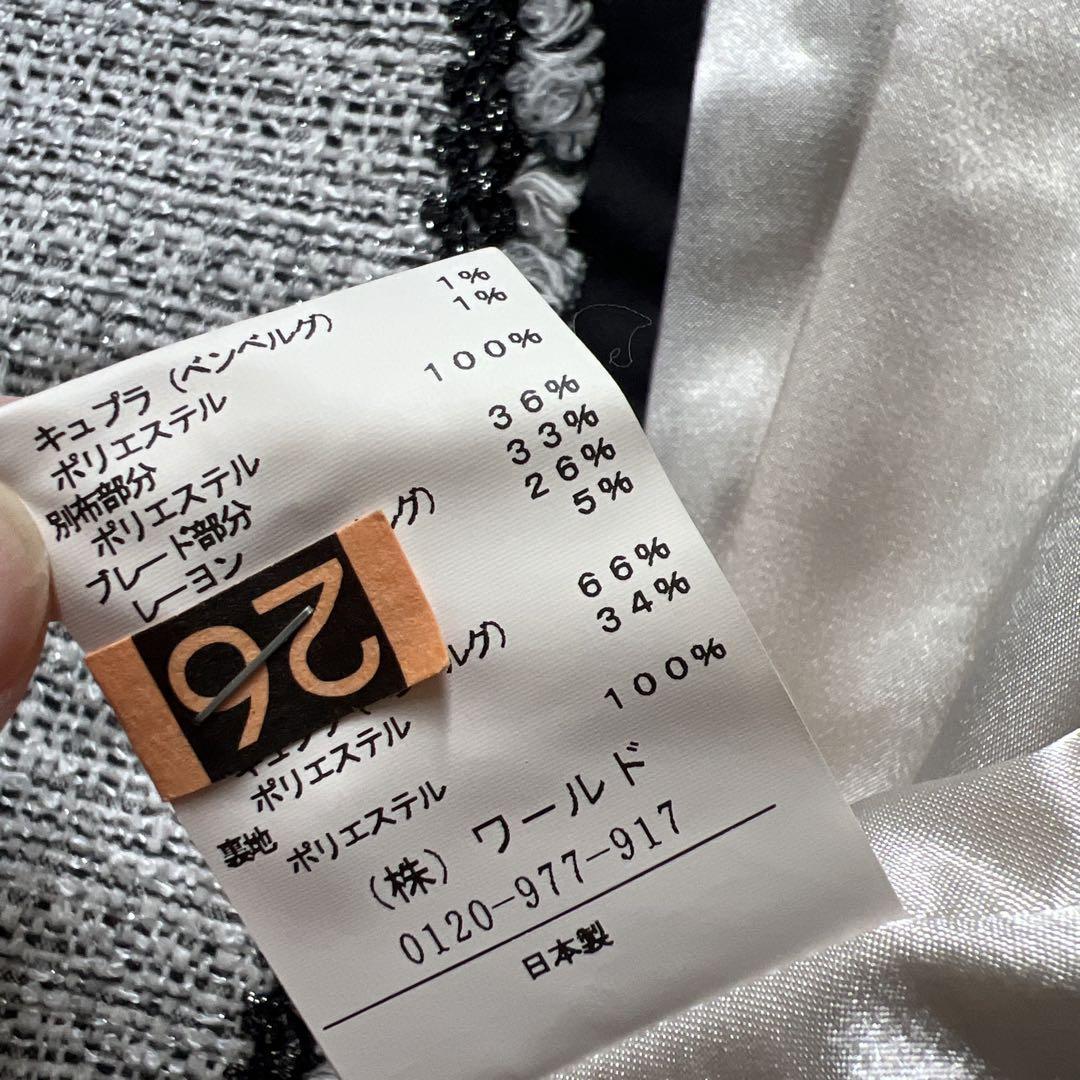 キュプラ（ベンベルグ） 1%
ポリエステル 1%
別布部分
ポリエステル 100%
ブレード部分
レーヨン 36%
グ） 33%
26%
5%
66%
ルグ） 34%
ポリエステル
裏地
ポリエステル 100%
（株）ワールド
0120-977-917
日本製
26